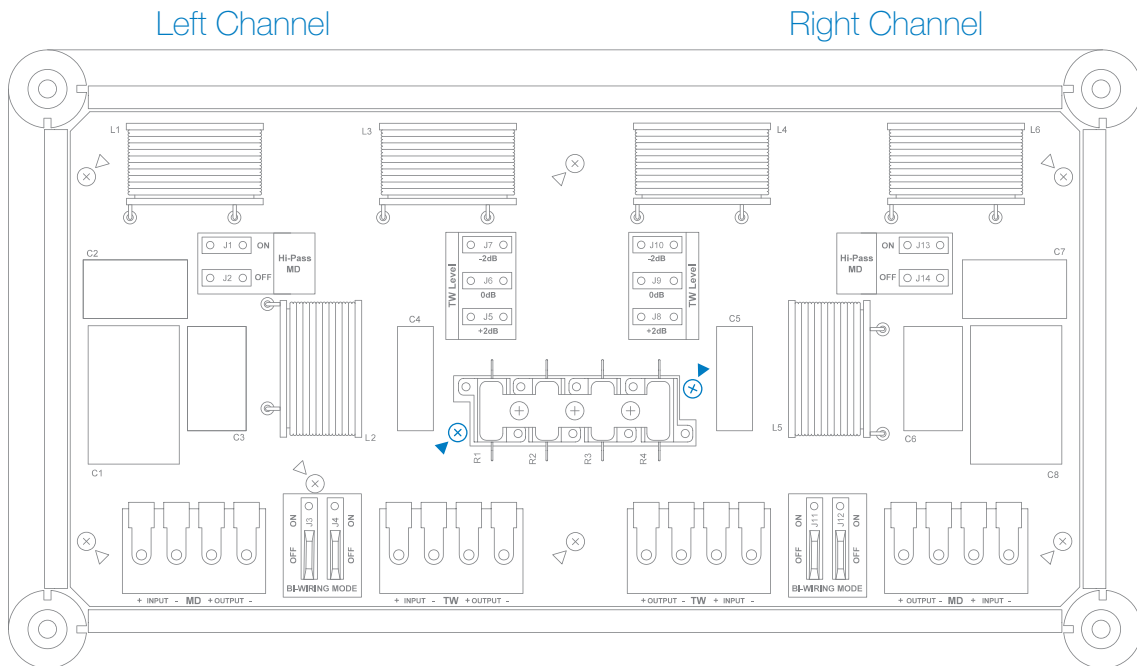 Left Channel Right Channel
L1 L3 L4 L6
C2 J1 ON Hi-Pass MD J2 OFF
TW Level J7 -2dB J6 0dB J5 +2dB
J10 -2dB J9 0dB J8 +2dB TW Level
Hi-Pass MD ON J13 OFF J14 C7
C4 C5
C1 C3 L2
R1 R2 R3 R4
L5 C6 C8
ON J3 J4 ON
OFF OFF
BI-WIRING MODE
ON J11 J12 ON
OFF OFF
BI-WIRING MODE
+ INPUT - MD + OUTPUT -
+ INPUT - TW + OUTPUT -
+ OUTPUT - TW + INPUT -
+ OUTPUT - MD + INPUT -